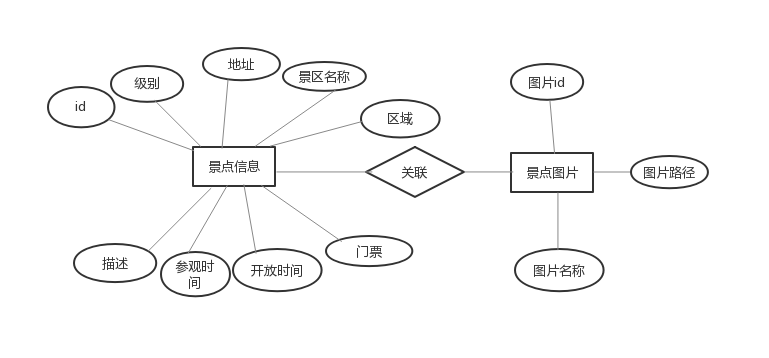 地址
景区名称
级别
图片id
id
区域
景点信息
关联
景点图片
图片路径
门票
描述
参观时
间
开放时间
图片名称